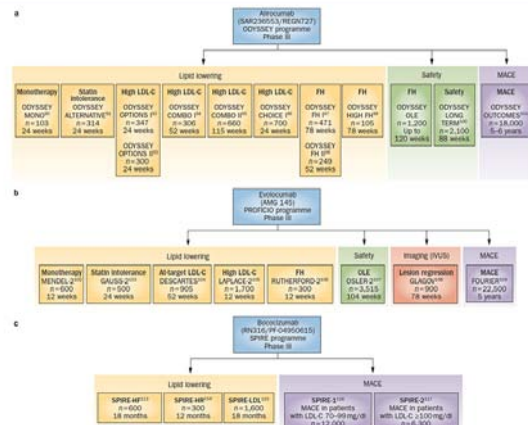 a
Alirocumab
(SAR236553/REGN727)
ODYSSEY programme
Phase III
Lipid lowering
Safety
MACE
Monotherapy
ODYSSEY
MONO
n=103
24 weeks
Statin
intolerance
ODYSSEY
ALTERNATIVE
n=314
24 weeks
High LDL-C
ODYSSEY
OPTIONS I
n=347
24 weeks
ODYSSEY
OPTIONS II
n=300
24 weeks
High LDL-C
ODYSSEY
COMBO I
n=306
52 weeks
High LDL-C
ODYSSEY
COMBO II
n=660
115 weeks
High LDL-C
ODYSSEY
CHOICE I
n=700
24 weeks
FH
ODYSSEY
FH I
n=471
78 weeks
ODYSSEY
FH II
n=249
52 weeks
FH
ODYSSEY
HIGH FH
n=105
78 weeks
FH
ODYSSEY
OLE
n=1,200
Up to
120 weeks
Safety
ODYSSEY
LONG
TERM
n=2,100
88 weeks
MACE
ODYSSEY
OUTCOMES
n=18,000
5–6 years
b
Evolocumab
(AMG 145)
PROFICIO programme
Phase III
Lipid lowering
Safety
Imaging (IVUS)
MACE
Monotherapy
MENDEL-2
n=600
12 weeks
Statin intolerance
GAUSS-2
n=500
24 weeks
At-target LDL-C
DESCARTES
n=905
52 weeks
High LDL-C
LAPLACE-2
n=1,700
12 weeks
FH
RUTHERFORD-2
n=300
12 weeks
OLE
OSLER-2
n=3,515
104 weeks
Lesion regression
GLAGOV
n=900
78 weeks
MACE
FOURIER
n=22,500
5 years
c
Bococizumab
(RN316/PF-04950615)
SPIRE programme
Phase III
Lipid lowering
MACE
SPIRE-HF
n=600
18 months
SPIRE-HR
n=300
12 months
SPIRE-LDL
n=1,600
18 months
SPIRE-1
MACE in patients
with LDL-C 70–99 mg/dl
n=12,000
SPIRE-2
MACE in patients
with LDL-C ≥100 mg/dl
n=6,300